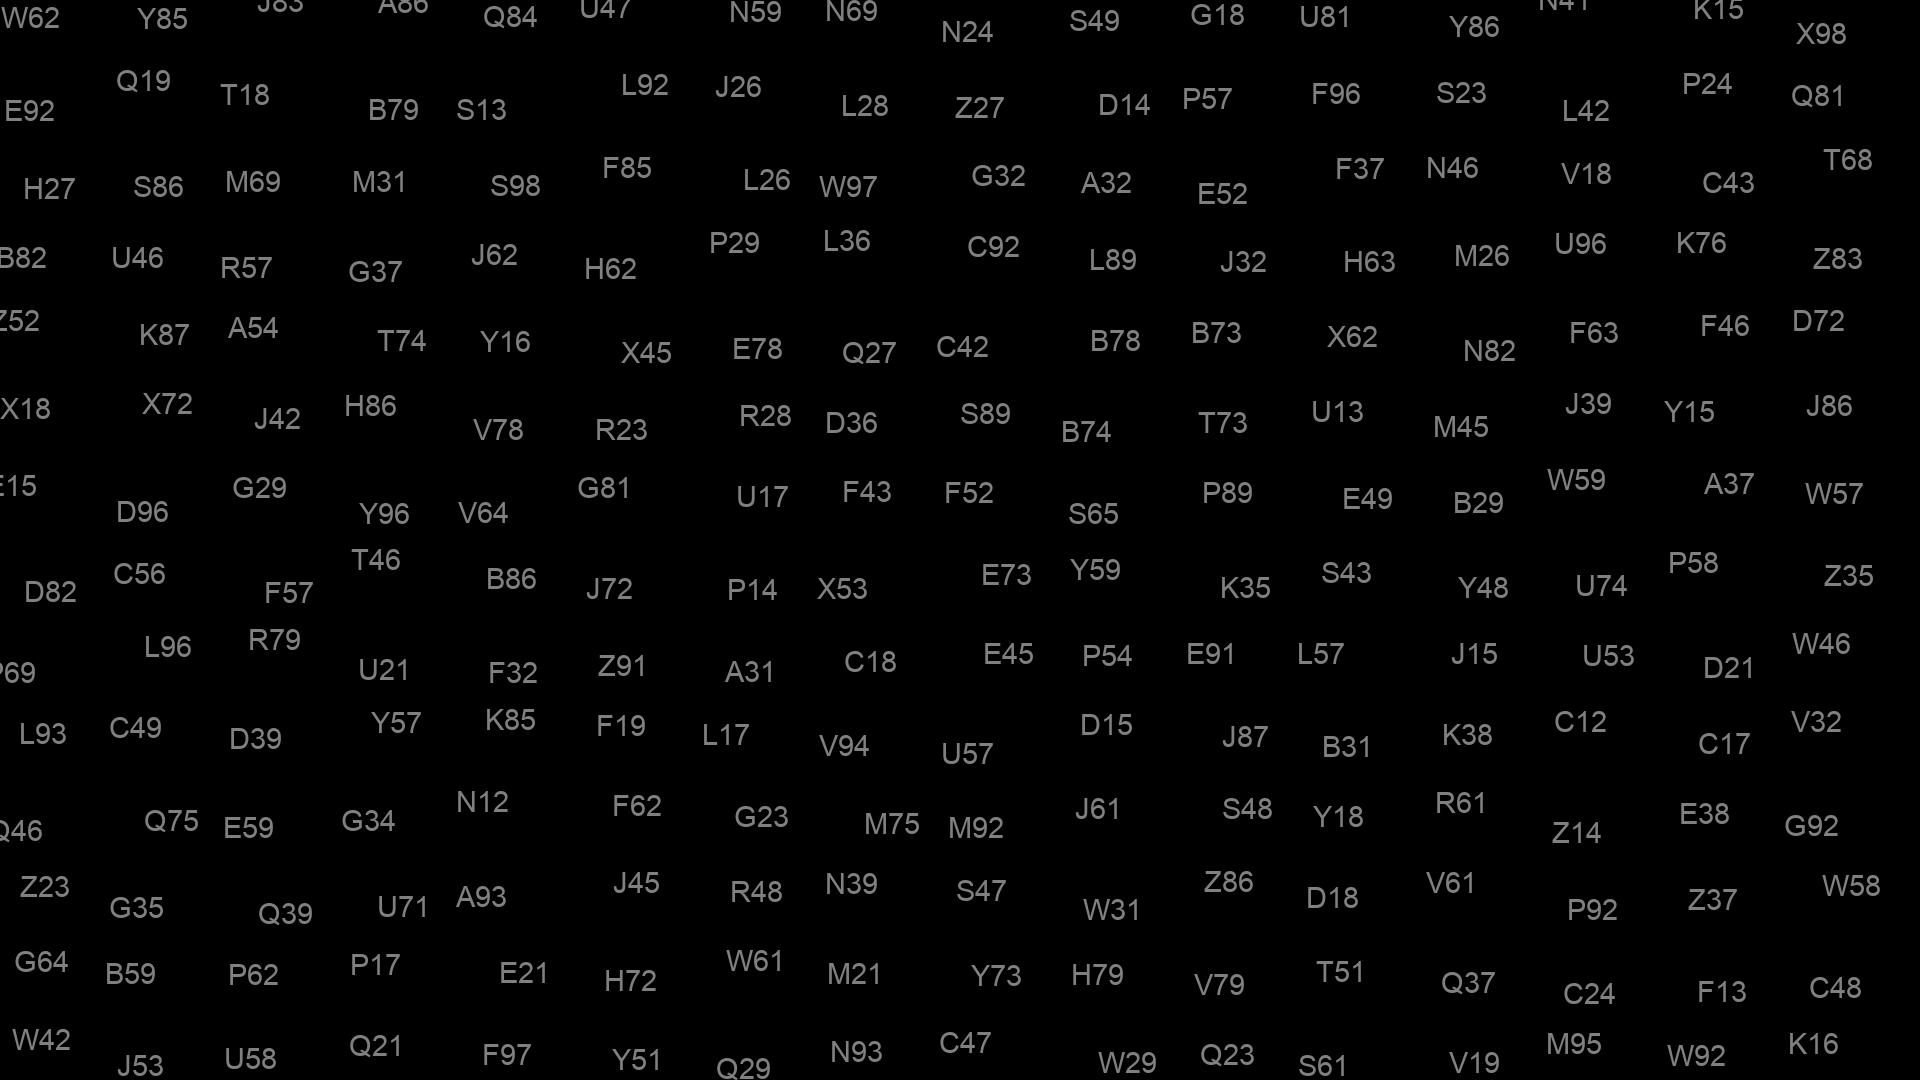 W62 Y85 J83 A86 Q84 U47 N59 N69 N24 S49 G18 U81 Y86 N41 K15 X98
E92 Q19 T18 B79 S13 L92 J26 L28 Z27 D14 P57 F96 S23 L42 P24 Q81
H27 S86 M69 M31 S98 F85 L26 W97 G32 A32 E52 F37 N46 V18 C43 T68
B82 U46 R57 G37 J62 H62 P29 L36 C92 L89 J32 H63 M26 U96 K76 Z83
Z52 K87 A54 T74 Y16 X45 E78 Q27 C42 B78 B73 X62 N82 F63 F46 D72
X18 X72 J42 H86 V78 R23 R28 D36 S89 B74 T73 U13 M45 J39 Y15 J86
E15 D96 G29 Y96 V64 G81 U17 F43 F52 S65 P89 E49 B29 W59 A37 W57
D82 C56 F57 T46 B86 J72 P14 X53 E73 Y59 K35 S43 Y48 U74 P58 Z35
P69 L96 R79 U21 F32 Z91 A31 C18 E45 P54 E91 L57 J15 U53 D21 W46
L93 C49 D39 Y57 K85 F19 L17 V94 U57 D15 J87 B31 K38 C12 C17 V32
Q46 Q75 E59 G34 N12 F62 G23 M75 M92 J61 S48 Y18 R61 Z14 E38 G92
Z23 G35 Q39 U71 A93 J45 R48 N39 S47 W31 Z86 D18 V61 P92 Z37 W58
G64 B59 P62 P17 E21 H72 W61 M21 Y73 H79 V79 T51 Q37 C24 F13 C48
W42 J53 U58 Q21 F97 Y51 Q29 N93 C47 W29 Q23 S61 V19 M95 W92 K16